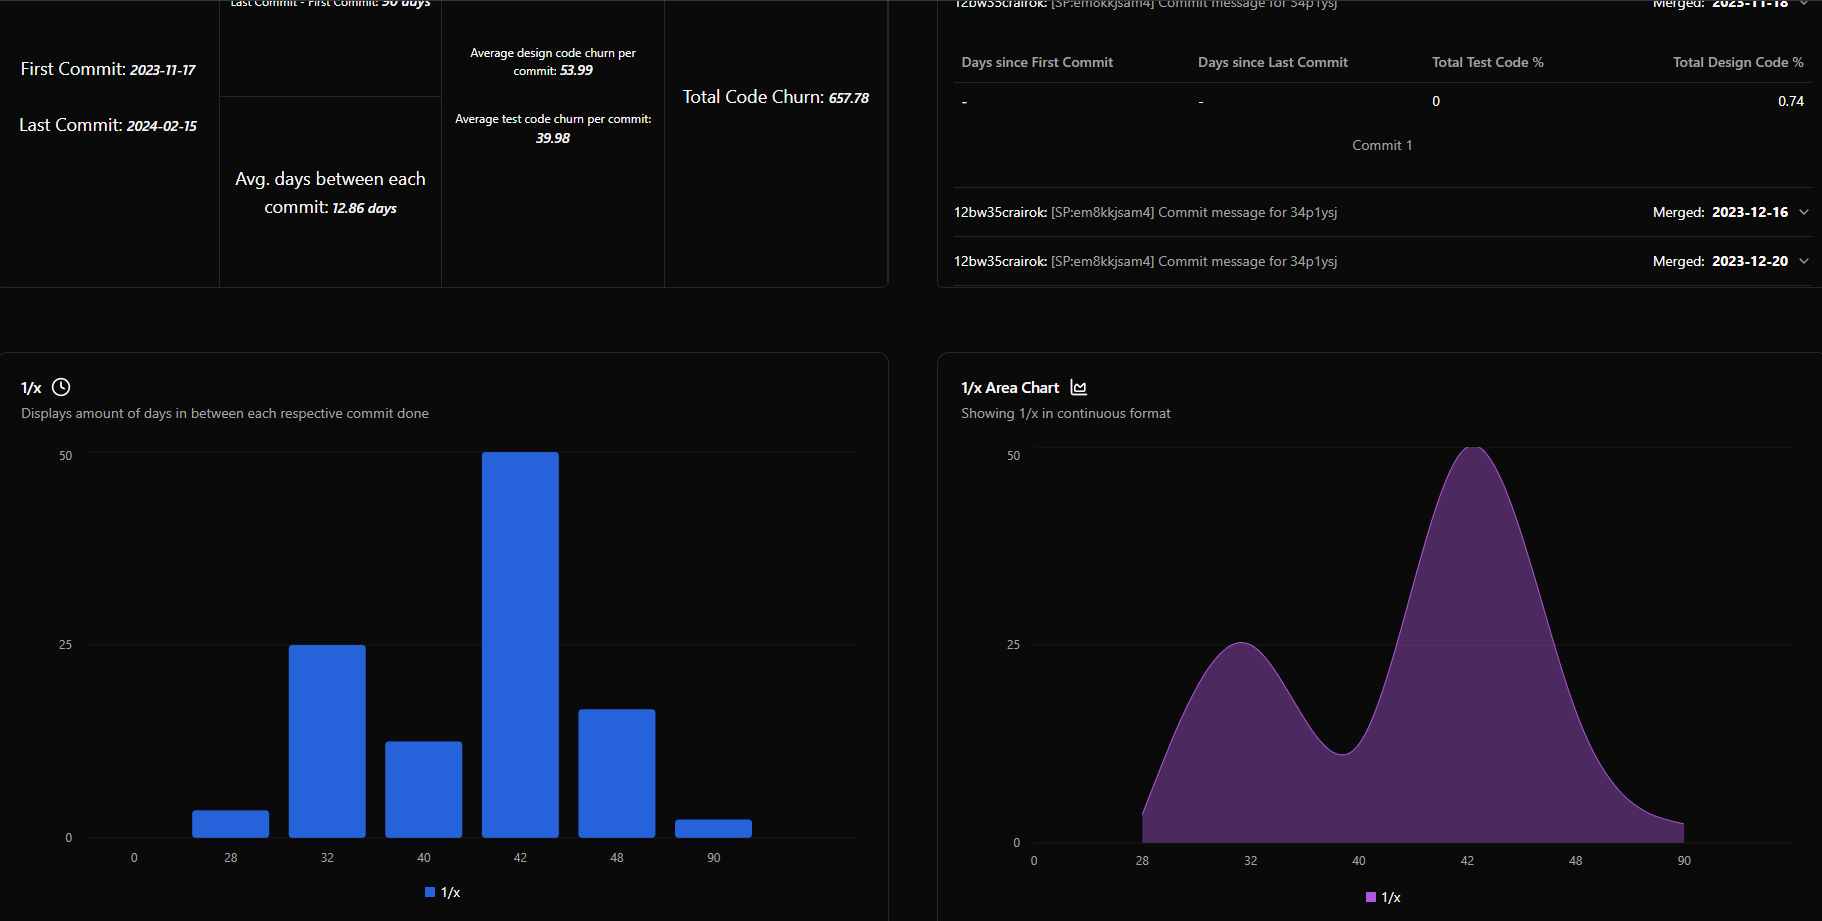 Last Commit - First Commit: 90 days
First Commit: 2023-11-17
Last Commit: 2024-02-15
Avg. days between each
commit: 12.86 days
Average design code churn per
commit: 53.99
Average test code churn per commit:
39.98
Total Code Churn: 657.78
12bw35crairok: [SP:em8kkjsam4] Commit message for 34p1ysj
Merged: 2023-11-18
Days since First Commit
Days since Last Commit
Total Test Code %
Total Design Code %
-
-
0
0.74
Commit 1
12bw35crairok: [SP:em8kkjsam4] Commit message for 34p1ysj
Merged: 2023-12-16
12bw35crairok: [SP:em8kkjsam4] Commit message for 34p1ysj
Merged: 2023-12-20
1/x
Displays amount of days in between each respective commit done
50
25
0
0 28 32 40 42 48 90
1/x
1/x Area Chart
Showing 1/x in continuous format
50
25
0
0 28 32 40 42 48 90
1/x